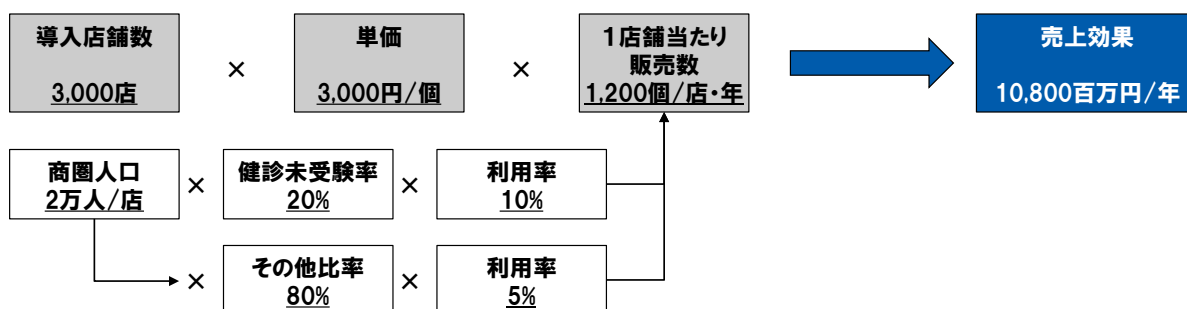 導入店舗数
3,000店
×
単価
3,000円/個
×
1店舗当たり
販売数
1,200個/店・年
売上効果
10,800百万円/年
商圏人口
2万人/店
×
健診未受験率
20%
×
利用率
10%
×
その他比率
80%
×
利用率
5%